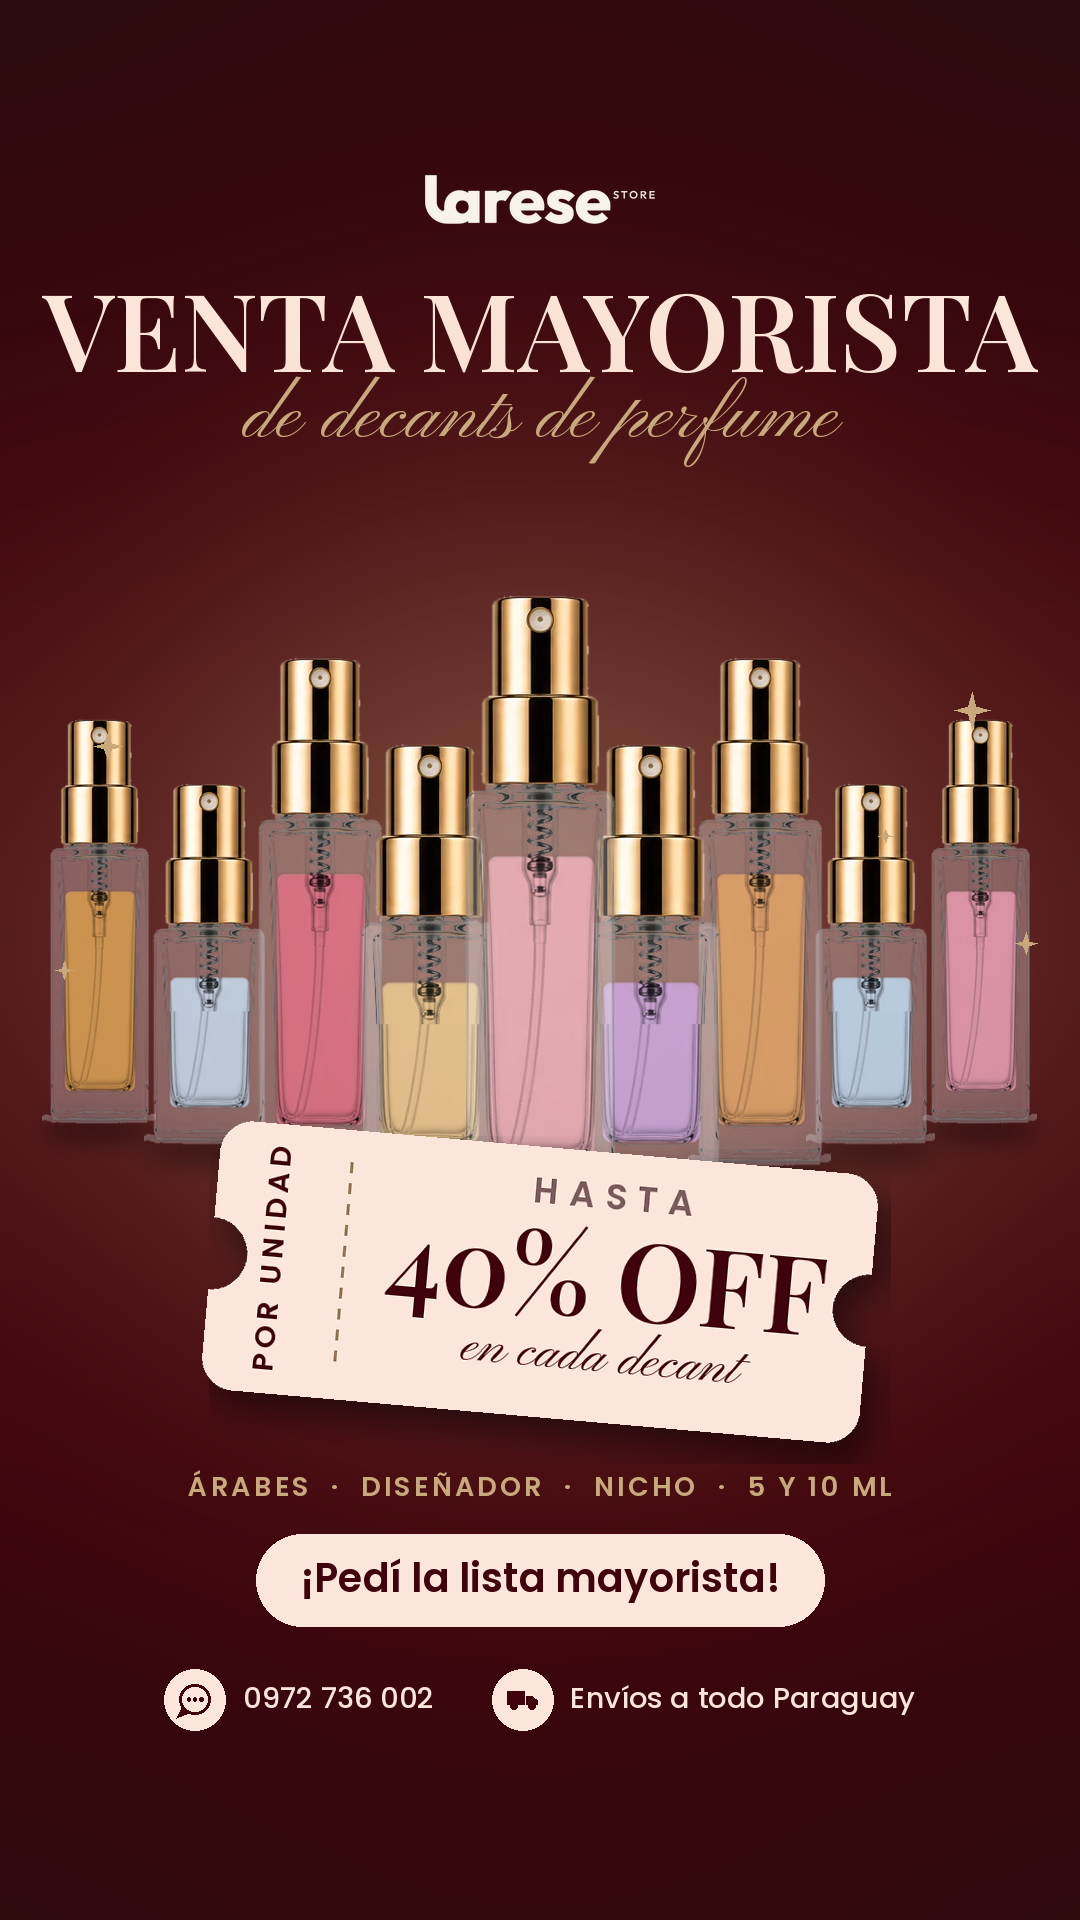 larese STORE
VENTA MAYORISTA
de decants de perfume
POR UNIDAD
HASTA
40% OFF
en cada decant
ÁRABES · DISEÑADOR · NICHO · 5 Y 10 ML
¡Pedí la lista mayorista!
0972 736 002
Envíos a todo Paraguay